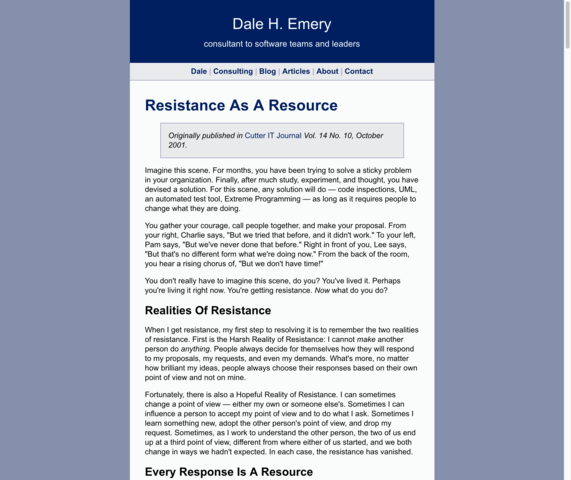 Dale H. Emery
consultant to software teams and leaders
Dale | Consulting | Blog | Articles | About | Contact
Resistance As A Resource
Originally published in Cutter IT Journal Vol. 14 No. 10, October
2001.
Imagine this scene. For months, you have been trying to solve a sticky problem
in your organization. Finally, after much study, experiment, and thought, you have
devised a solution. For this scene, any solution will do — code inspections, UML,
an automated test tool, Extreme Programming — as long as it requires people to
change what they are doing.
You gather your courage, call people together, and make your proposal. From
your right, Charlie says, "But we tried that before, and it didn't work." To your left,
Pam says, "But we've never done that before." Right in front of you, Lee says,
"But that's no different form what we're doing now." From the back of the room,
you hear a rising chorus of, "But we don't have time!"
You don't really have to imagine this scene, do you? You've lived it. Perhaps
you're living it right now. You're getting resistance. Now what do you do?
Realities Of Resistance
When I get resistance, my first step to resolving it is to remember the two realities
of resistance. First is the Harsh Reality of Resistance: I cannot make another
person do anything. People always decide for themselves how they will respond
to my proposals, my requests, and even my demands. What's more, no matter
how brilliant my ideas, people always choose their responses based on their own
point of view and not on mine.
Fortunately, there is also a Hopeful Reality of Resistance. I can sometimes
change a point of view — either my own or someone else's. Sometimes I can
influence a person to accept my point of view and to do what I ask. Sometimes I
learn something new, adopt the other person's point of view, and drop my
request. Sometimes, as I work to understand the other person, the two of us end
up at a third point of view, different from where either of us started, and we both
change in ways we hadn't expected. In each case, the resistance has vanished.
Every Response Is A Resource